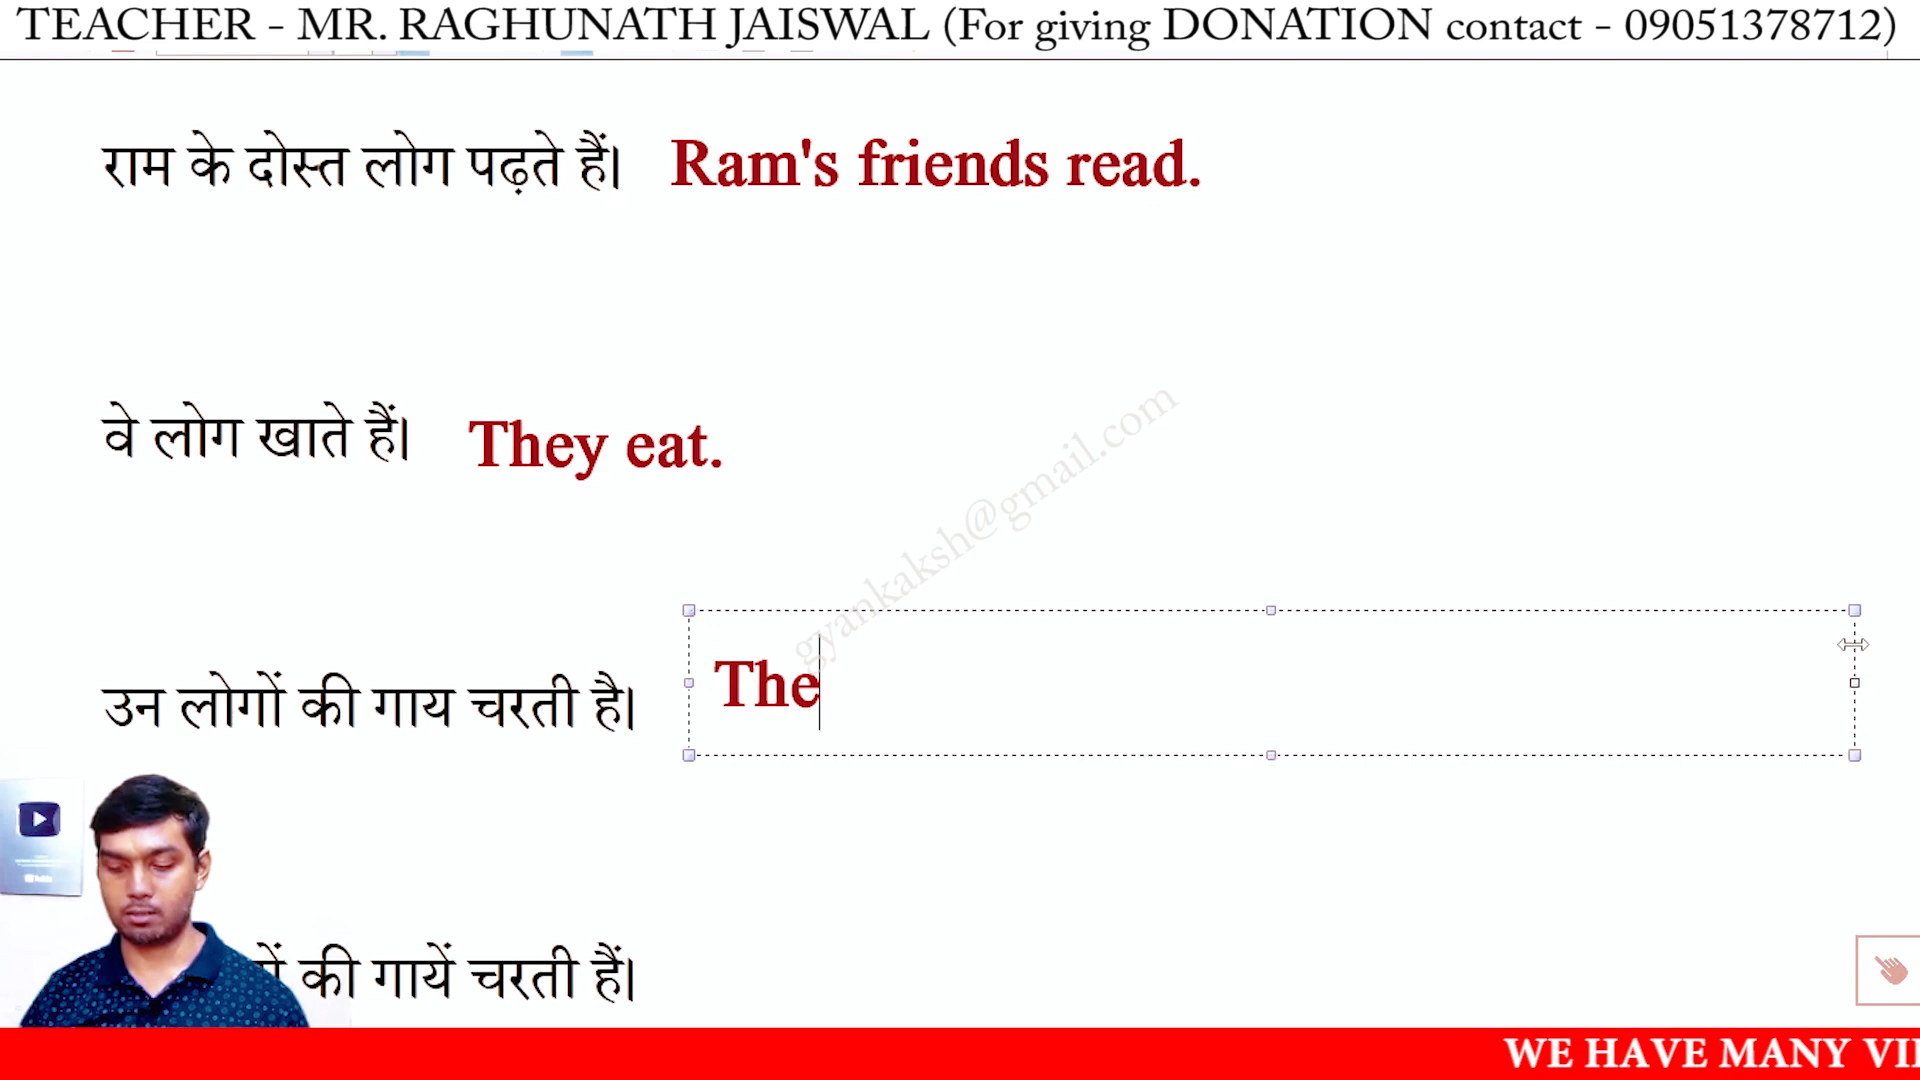 TEACHER - MR. RAGHUNATH JAISWAL (For giving DONATION contact - 09051378712)
राम के दोस्त लोग पढ़ते हैं। Ram's friends read.
वे लोग खाते हैं। They eat.
gyankaksh@gmail.com
उन लोगों की गाय चरती है। The
की गायें चरती हैं।
WE HAVE MANY